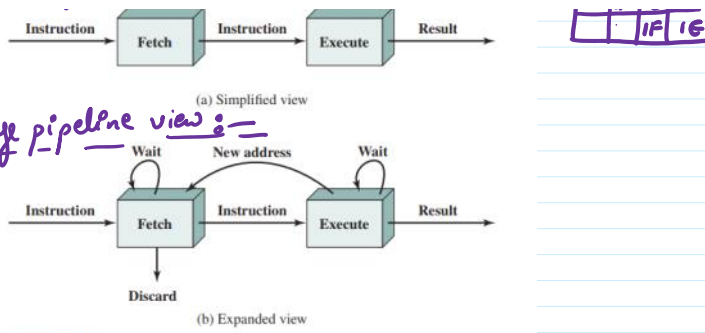 Instruction Instruction Result
Fetch Execute
IF IE
(a) Simplified view
pipeline view :-
Wait New address Wait
Instruction Instruction Result
Fetch Execute
Discard
(b) Expanded view